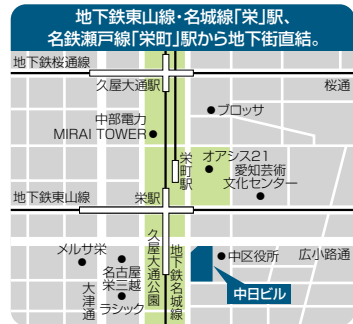 地下鉄東山線・名城線「栄」駅、
名鉄瀬戸線「栄町」駅から地下街直結。
地下鉄桜通線
久屋大通駅
桜通
中部電力
MIRAI TOWER
ブロッサ
栄町駅
オアシス21
愛知芸術
文化センター
地下鉄東山線
栄駅
メルサ栄
大津通
名古屋
栄三越
ラシック
久屋大通公園
地下鉄名城線
中区役所
広小路通
中日ビル